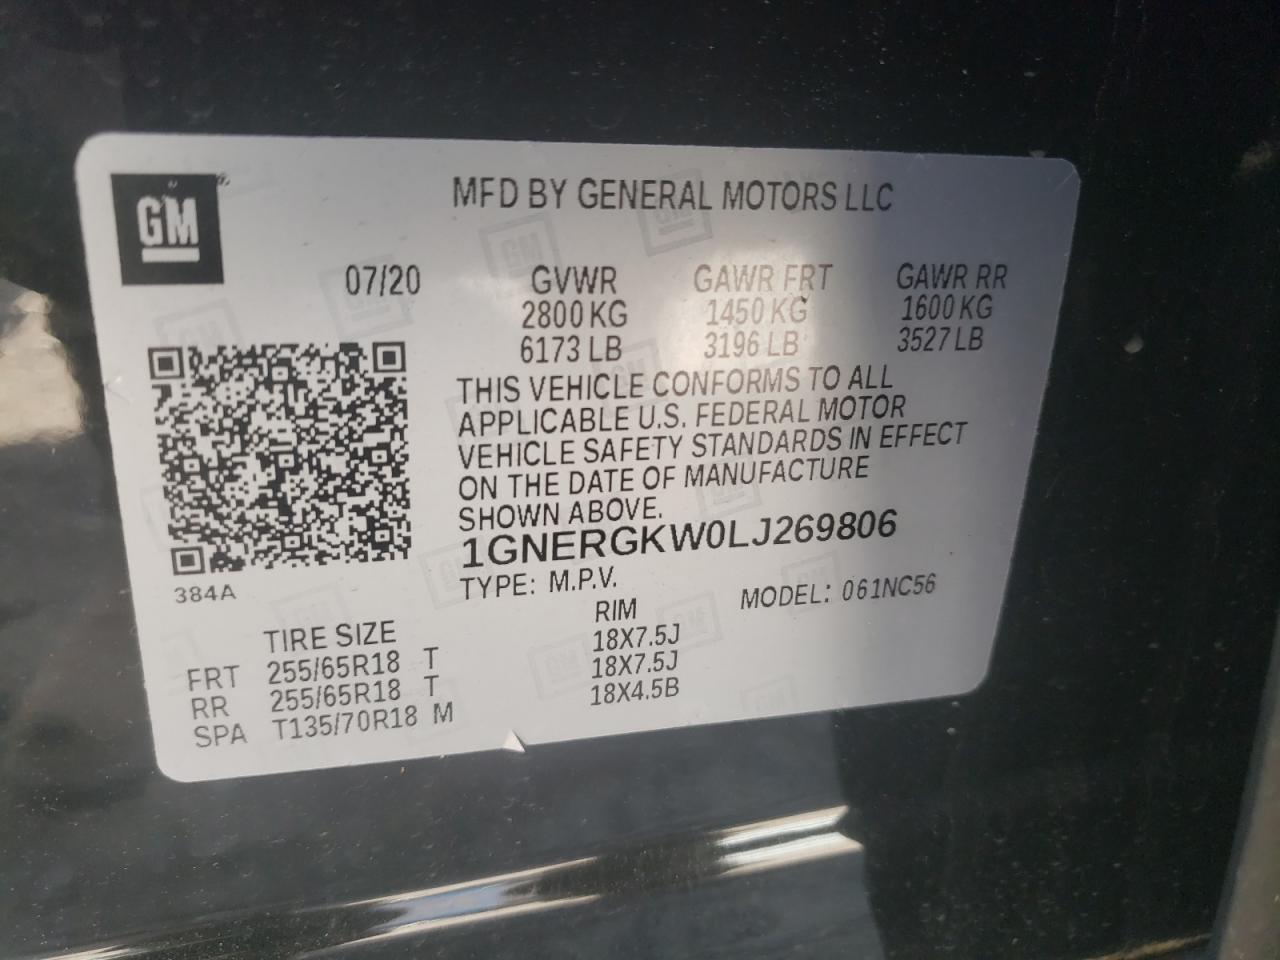 GM
MFD BY GENERAL MOTORS LLC
07/20 GVWR GAWR FRT GAWR RR
2800 KG 1450 KG 1600 KG
6173 LB 3196 LB 3527 LB
THIS VEHICLE CONFORMS TO ALL
APPLICABLE U.S. FEDERAL MOTOR
VEHICLE SAFETY STANDARDS IN EFFECT
ON THE DATE OF MANUFACTURE
SHOWN ABOVE.
1GNERGKW0LJ269806
384A
TYPE: M.P.V. MODEL: 061NC56
TIRE SIZE RIM
FRT 255/65R18 T 18X7.5J
RR 255/65R18 T 18X7.5J
SPA T135/70R18 M 18X4.5B